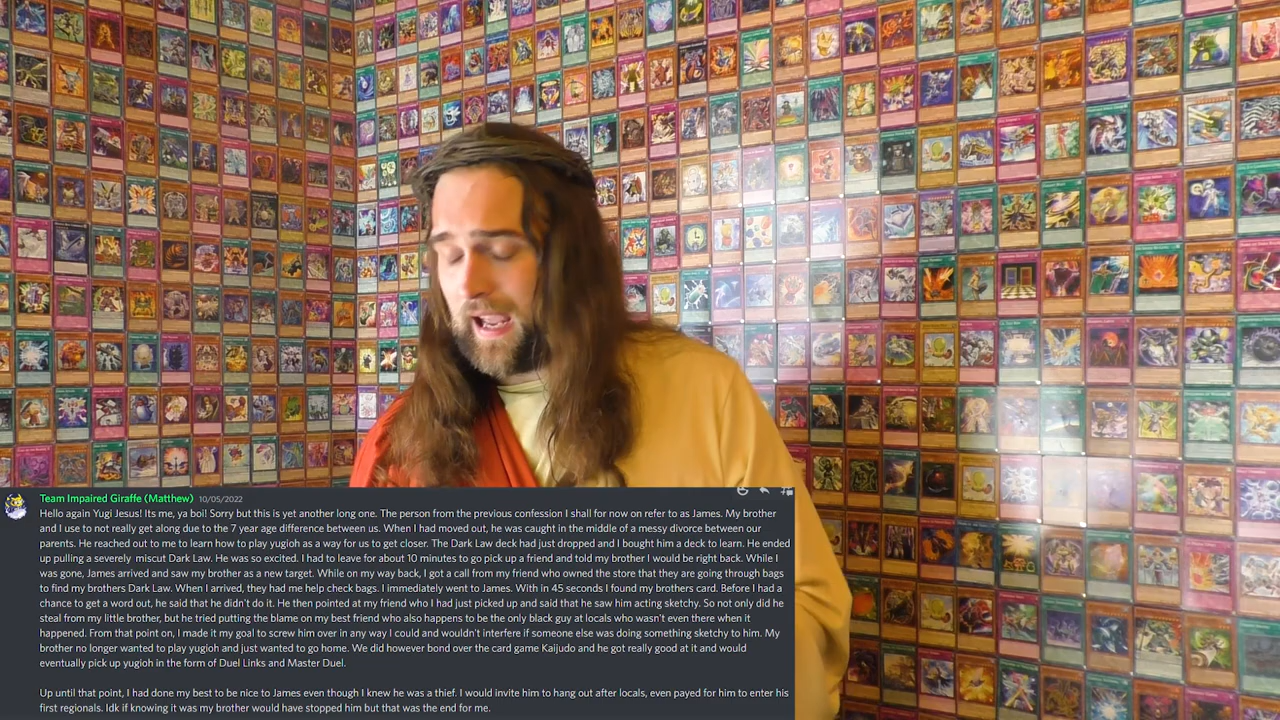 Team Impaired Giraffe (Matthew) 10/05/2022
Hello again Yugi Jesus! Its me, ya boi! Sorry but this is yet another long one. The person from the previous confession I shall for now on refer to as James. My brother
and I use to not really get along due to the 7 year age difference between us. When I had moved out, he was caught in the middle of a messy divorce between our
parents. He reached out to me to learn how to play yugioh as a way for us to get closer. The Dark Law deck had just dropped and I bought him a deck to learn. He ended
up pulling a severely miscut Dark Law. He was so excited. I had to leave for about 10 minutes to go pick up a friend and told my brother I would be right back. While I
was gone, James arrived and saw my brother as a new target. While on my way back, I got a call from my friend who owned the store that they are going through bags
to find my brothers Dark Law. When I arrived, they had me help check bags. I immediately went to James. With in 45 seconds I found my brothers card. Before I had a
chance to get a word out, he said that he didn't do it. He then pointed at my friend who I had just picked up and said that he saw him acting sketchy. So not only did he
steal from my little brother, but he tried putting the blame on my best friend who also happens to be the only black guy at locals who wasn't even there when it
happened. From that point on, I made it my goal to screw him over in any way I could and wouldn't interfere if someone else was doing something sketchy to him. My
brother no longer wanted to play yugioh and just wanted to go home. We did however bond over the card game Kaijudo and he got really good at it and would
eventually pick up yugioh in the form of Duel Links and Master Duel.
Up until that point, I had done my best to be nice to James even though I knew he was a thief. I would invite him to hang out after locals, even payed for him to enter his
first regionals. Idk if knowing it was my brother would have stopped him but that was the end for me.